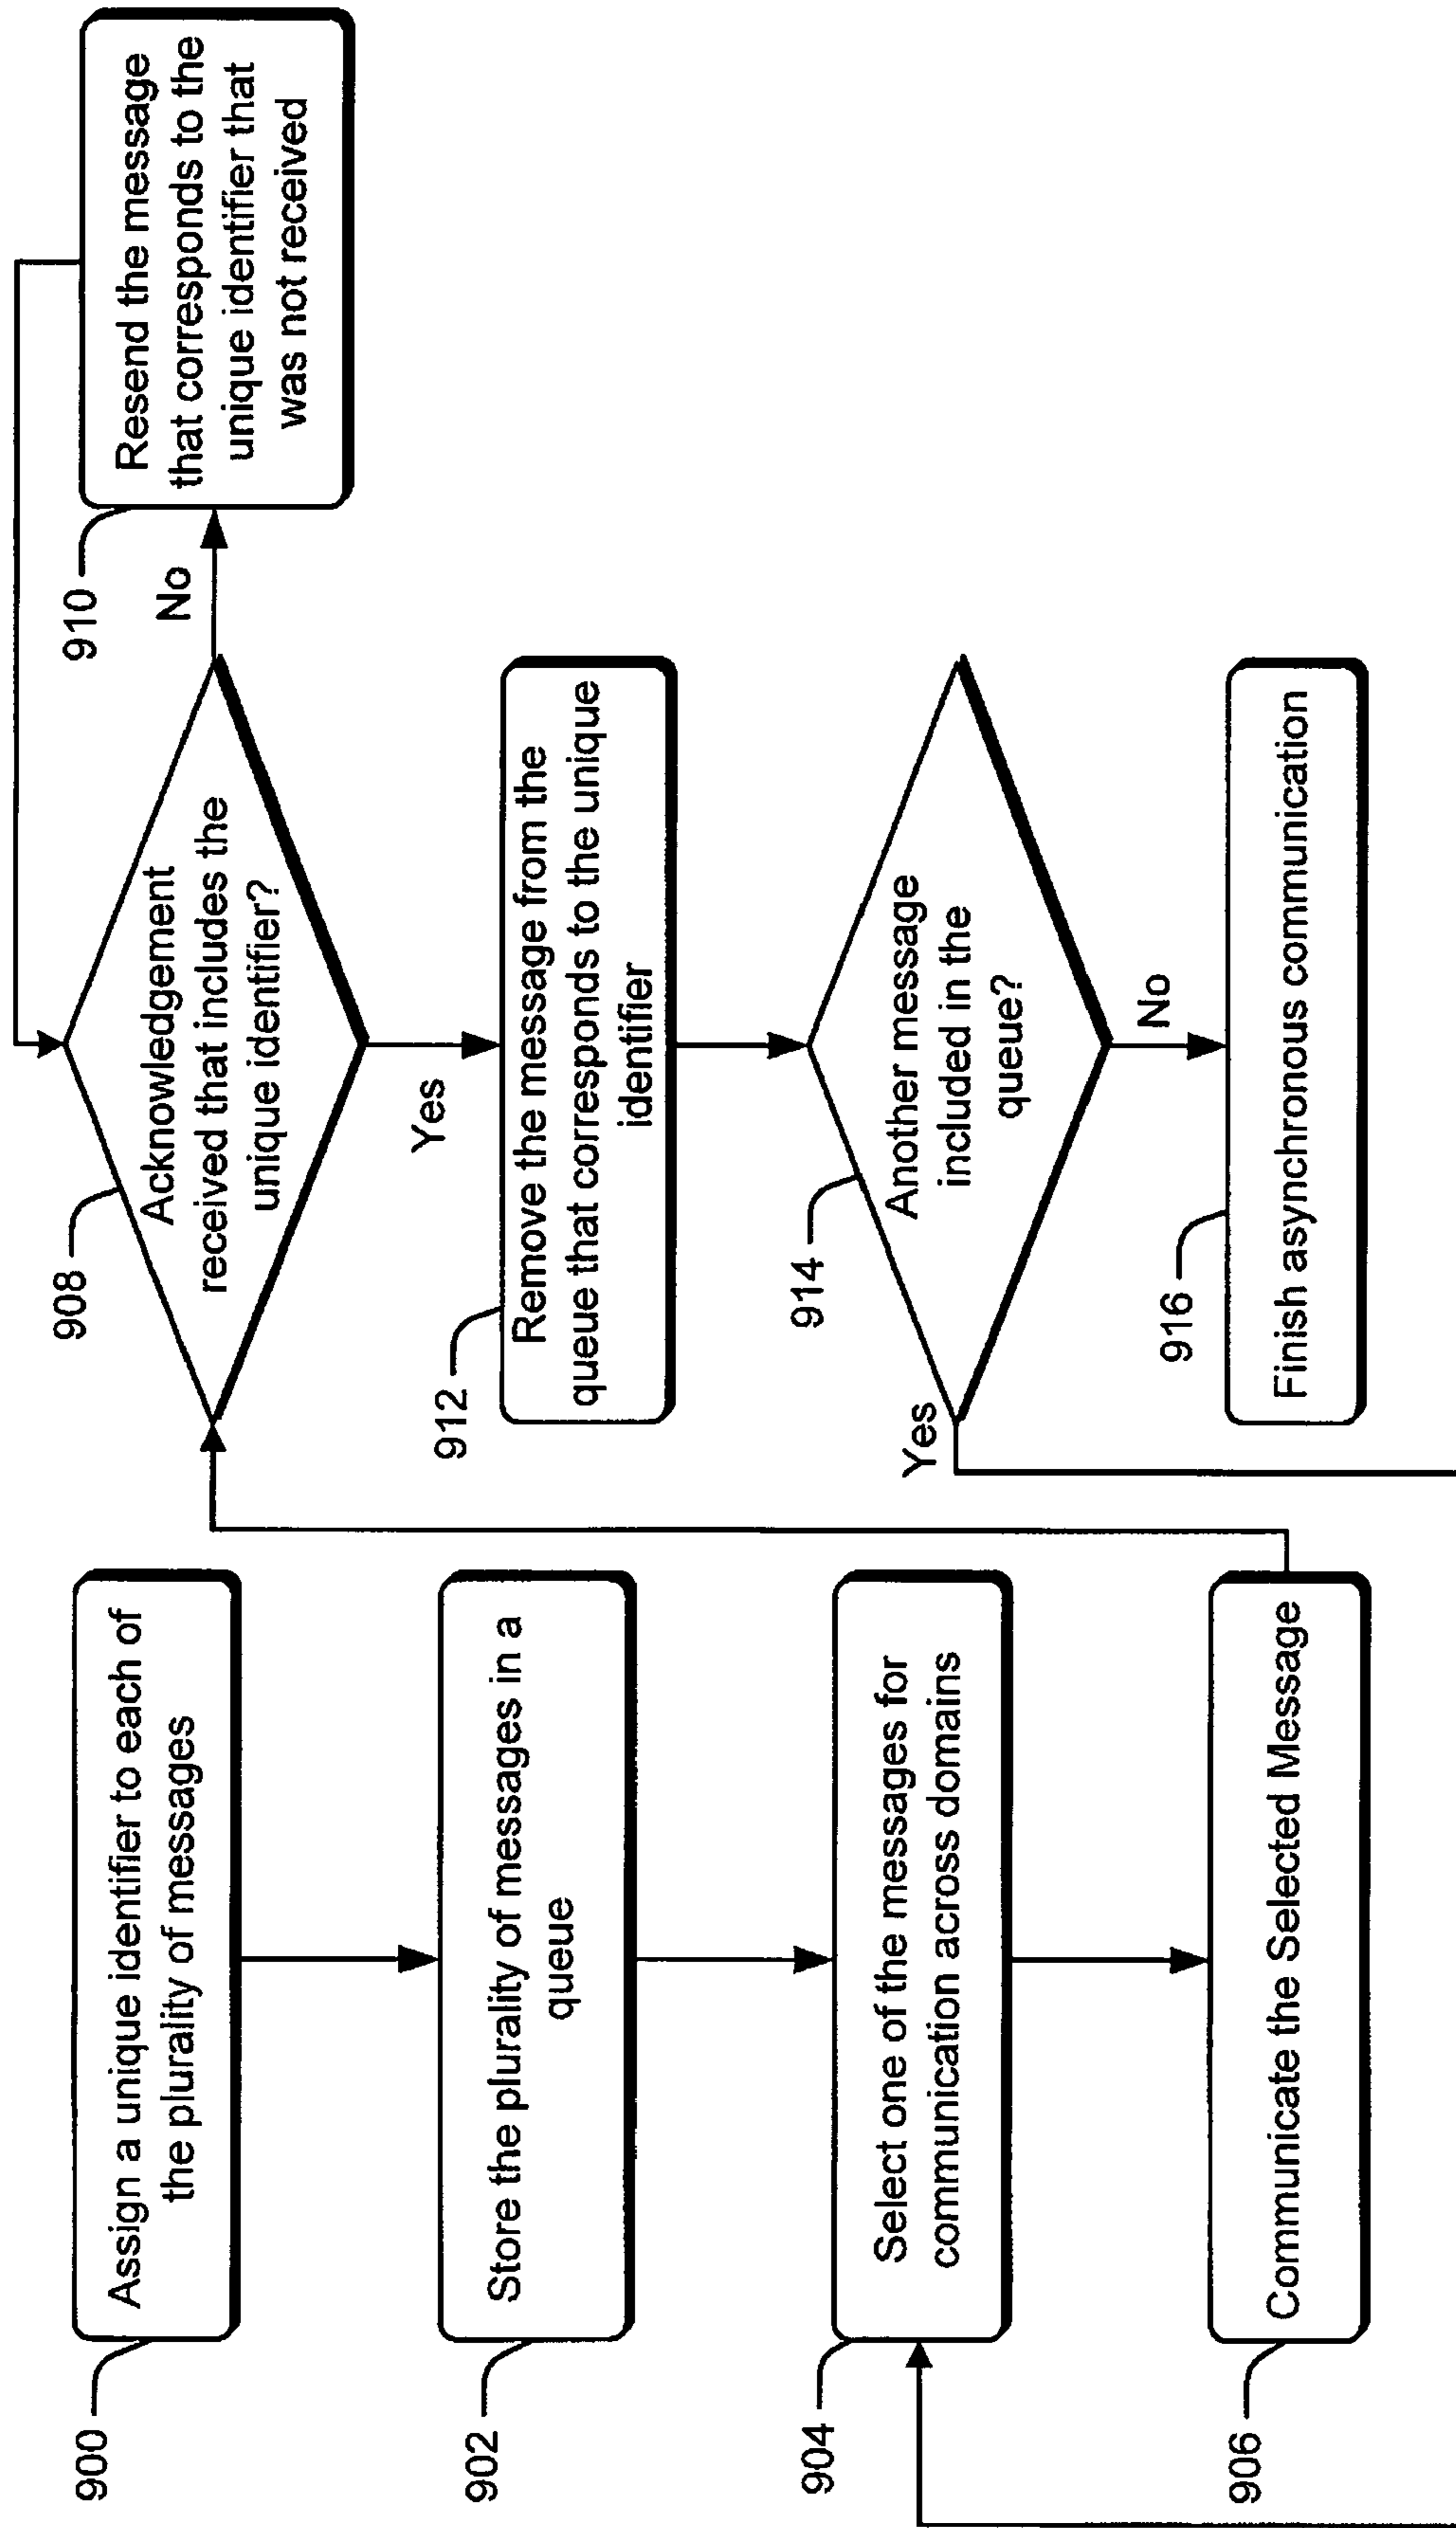 900
Assign a unique identifier to each of
the plurality of messages
902
Store the plurality of messages in a
queue
904
Select one of the messages for
communication across domains
906
Communicate the Selected Message
908
Acknowledgement
received that includes the
unique identifier?
No
910
Resend the message
that corresponds to the
unique identifier that
was not received
Yes
912
Remove the message from the
queue that corresponds to the unique
identifier
914
Another message
included in the
queue?
Yes
No
916
Finish asynchronous communication